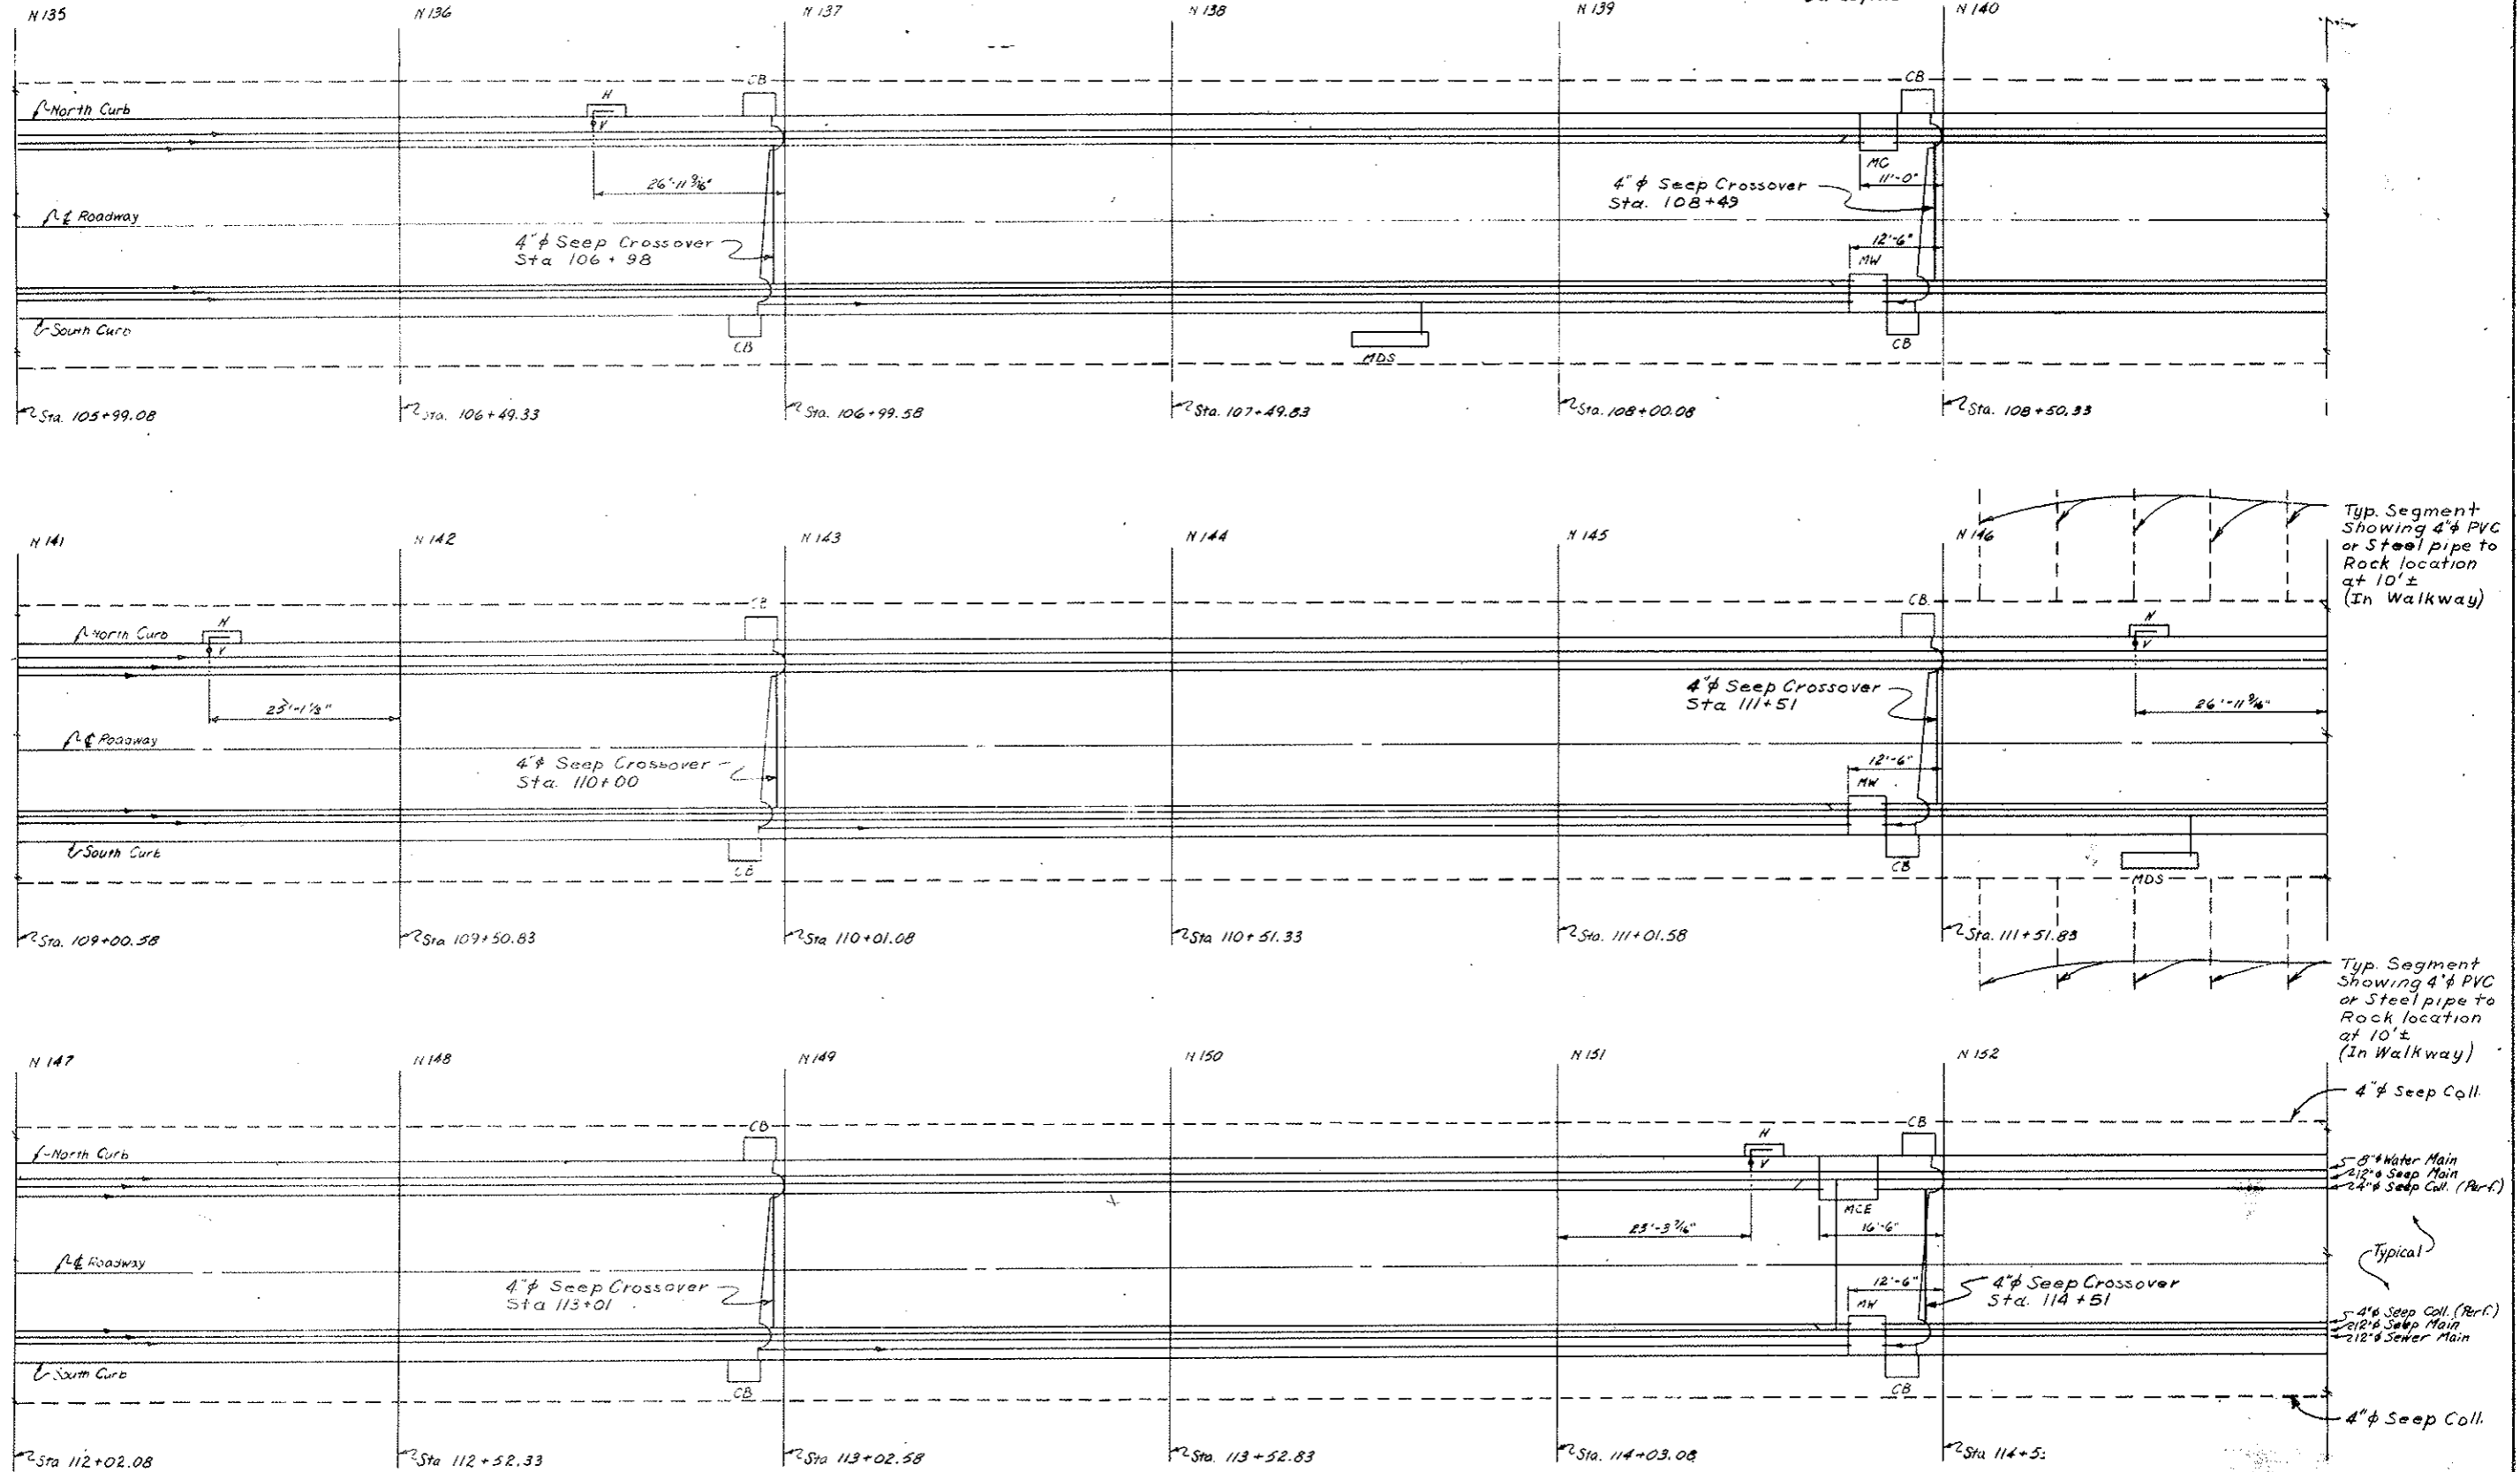 N 135
N 136
N 137
N 138
N 139
N 140
CB
CB
North Curb
H
V
MC
26'-11 9/16"
11'-0"
4"ϕ Seep Crossover
Sta. 108+49
℄ Roadway
4"ϕ Seep Crossover
Sta 106+98
12'-6"
MW
South Curb
CB
MDS
CB
Sta. 105+99.08
Sta. 106+49.33
Sta. 106+99.58
Sta. 107+49.83
Sta. 108+00.08
Sta. 108+50.33
Typ. Segment
Showing 4"ϕ PVC
or Steel pipe to
Rock location
at 10'±
(In Walkway)
N 141
N 142
N 143
N 144
N 145
N 146
CB
CB
North Curb
H
V
H
V
4"ϕ Seep Crossover
Sta 111+51
26'-11 9/16"
℄ Roadway
4"ϕ Seep Crossover
Sta. 110+00
12'-6"
MW
South Curb
CB
CB
MDS
Sta. 109+00.58
Sta 109+50.83
Sta 110+01.08
Sta 110+51.33
Sta. 111+01.58
Sta. 111+51.83
Typ. Segment
Showing 4"ϕ PVC
or Steel pipe to
Rock location
at 10'±
(In Walkway)
N 147
N 148
N 149
N 150
N 151
N 152
4"ϕ Seep Coll.
CB
CB
North Curb
H
V
8"ϕ Water Main
12"ϕ Seep Main
4"ϕ Seep Coll. (Perf.)
MCE
23'-3 3/16"
16'-6"
Typical
℄ Roadway
4"ϕ Seep Crossover
Sta 113+01
12'-6"
MW
4"ϕ Seep Crossover
Sta. 114+51
4"ϕ Seep Coll. (Perf.)
12"ϕ Seep Main
12"ϕ Sewer Main
South Curb
CB
CB
4"ϕ Seep Coll.
Sta 112+02.08
Sta 112+52.33
Sta 113+02.58
Sta 113+52.83
Sta. 114+03.08
Sta 114+5